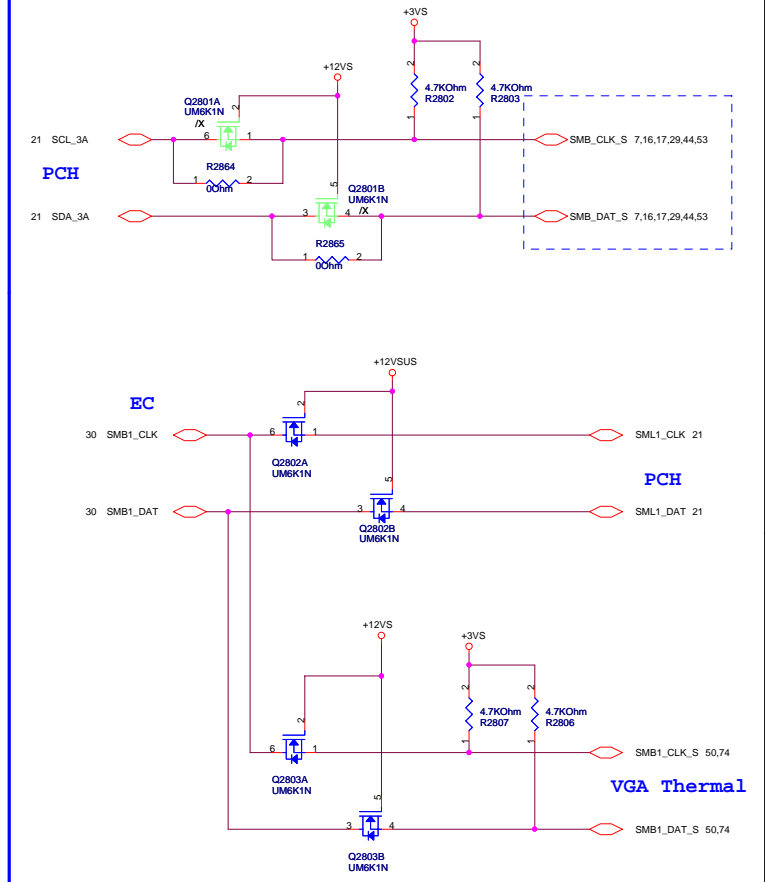 +3VS
+12VS
2
2
4.7KOhm
R2802
4.7KOhm
R2803
1
1
Q2801A
UM6K1N
/X
2
21 SCL_3A
6
1
SMB_CLK_S 7,16,17,29,44,53
PCH
R2864
1
2
0Ohm
5
Q2801B
UM6K1N
/X
21 SDA_3A
3
4
SMB_DAT_S 7,16,17,29,44,53
R2865
1
2
0Ohm
+12VSUS
EC
2
30 SMB1_CLK
6
1
SML1_CLK 21
Q2802A
UM6K1N
PCH
5
30 SMB1_DAT
3
4
SML1_DAT 21
Q2802B
UM6K1N
+12VS
+3VS
2
2
4.7KOhm
R2807
4.7KOhm
R2806
1
1
2
6
1
SMB1_CLK_S 50,74
Q2803A
UM6K1N
VGA Thermal
5
3
4
SMB1_DAT_S 50,74
Q2803B
UM6K1N